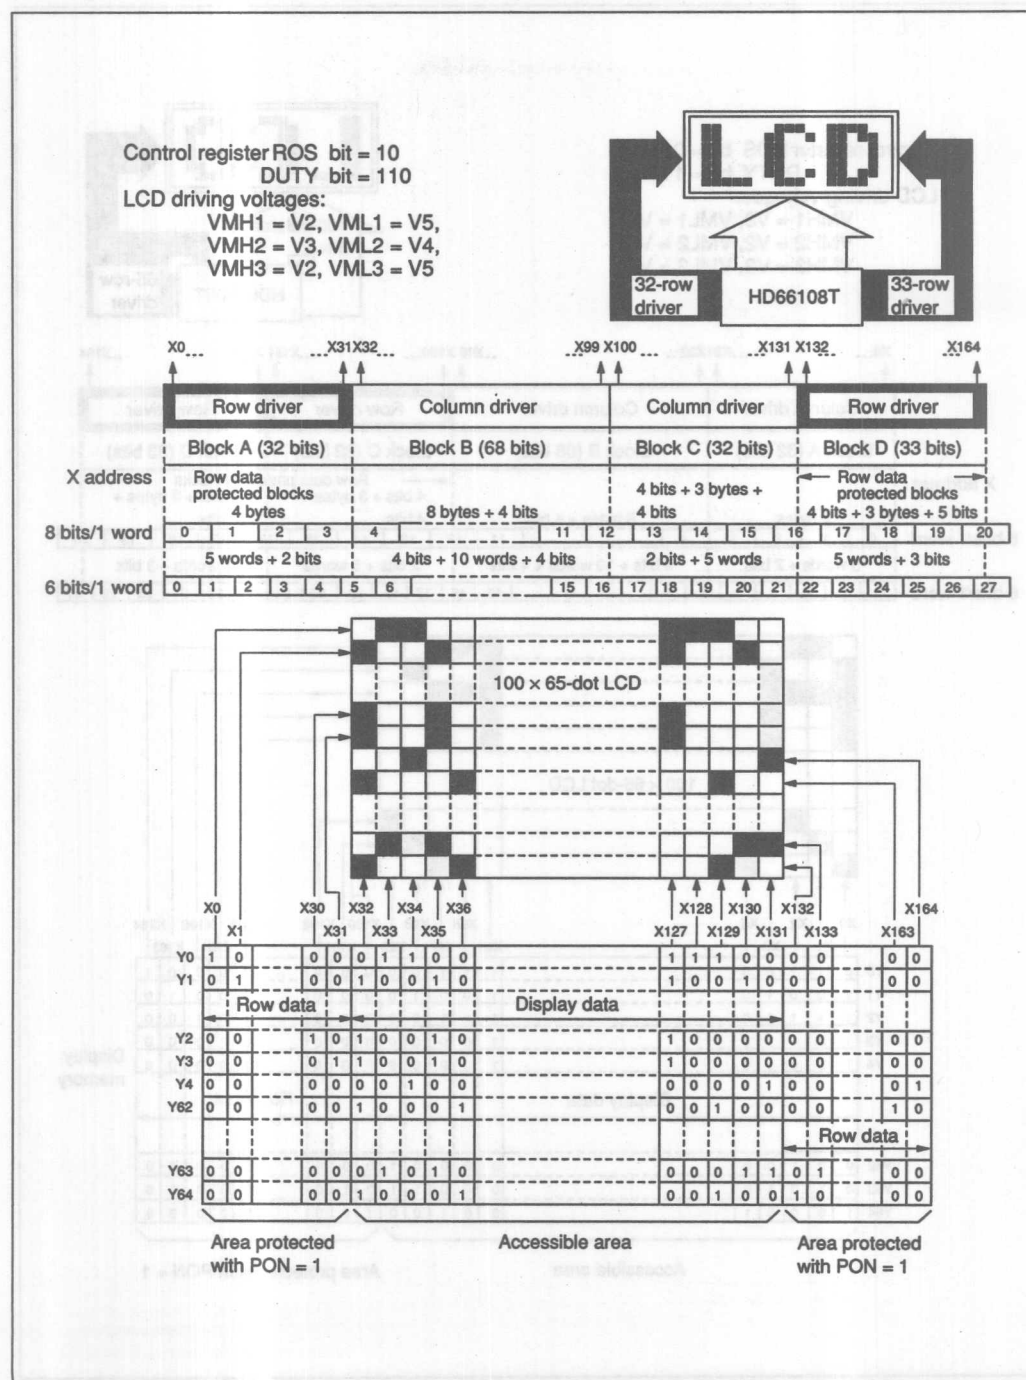 Control register ROS bit = 10
DUTY bit = 110
LCD driving voltages:
VMH1 = V2, VML1 = V5,
VMH2 = V3, VML2 = V4,
VMH3 = V2, VML3 = V5
LCD
32-row driver
HD66108T
33-row driver
X0... ...X31 X32 ... ...X99 X100 ... ...X131 X132 ... ...X164
Row driver Column driver Column driver Row driver
Block A (32 bits) Block B (68 bits) Block C (32 bits) Block D (33 bits)
X address
Row data protected blocks
4 bytes
8 bytes + 4 bits
4 bits + 3 bytes + 4 bits
Row data protected blocks
4 bits + 3 bytes + 5 bits
8 bits/1 word 0 1 2 3 4 11 12 13 14 15 16 17 18 19 20
5 words + 2 bits 4 bits + 10 words + 4 bits 2 bits + 5 words 5 words + 3 bits
6 bits/1 word 0 1 2 3 4 5 6 15 16 17 18 19 20 21 22 23 24 25 26 27
100 × 65-dot LCD
X0 X30 X32 X34 X36 X128 X130 X132 X164
X1 X31 X33 X35 X127 X129 X131 X133 X163
Y0 0 0 0 0 0 1 1 0 0 1 1 1 0 0 0 0 0 0
Y1 0 1 0 0 1 0 0 1 0 1 0 0 1 0 0 0 0 0
Row data Display data
Y2 0 0 1 0 1 0 0 1 0 1 0 0 0 0 0 0 0 0
Y3 0 0 0 1 1 0 0 1 0 1 0 0 0 0 0 0 0 0
Y4 0 0 0 0 0 0 1 0 0 0 0 0 0 1 0 0 0 1
Y62 0 0 0 0 1 0 0 0 1 0 0 1 0 0 0 0 1 0
Row data
Y63 0 0 0 0 0 1 0 1 0 0 0 0 1 1 0 1 0 0
Y64 0 0 0 0 1 0 0 0 1 0 0 1 0 0 1 0 0 0
Area protected with PON = 1
Accessible area
Area protected with PON = 1